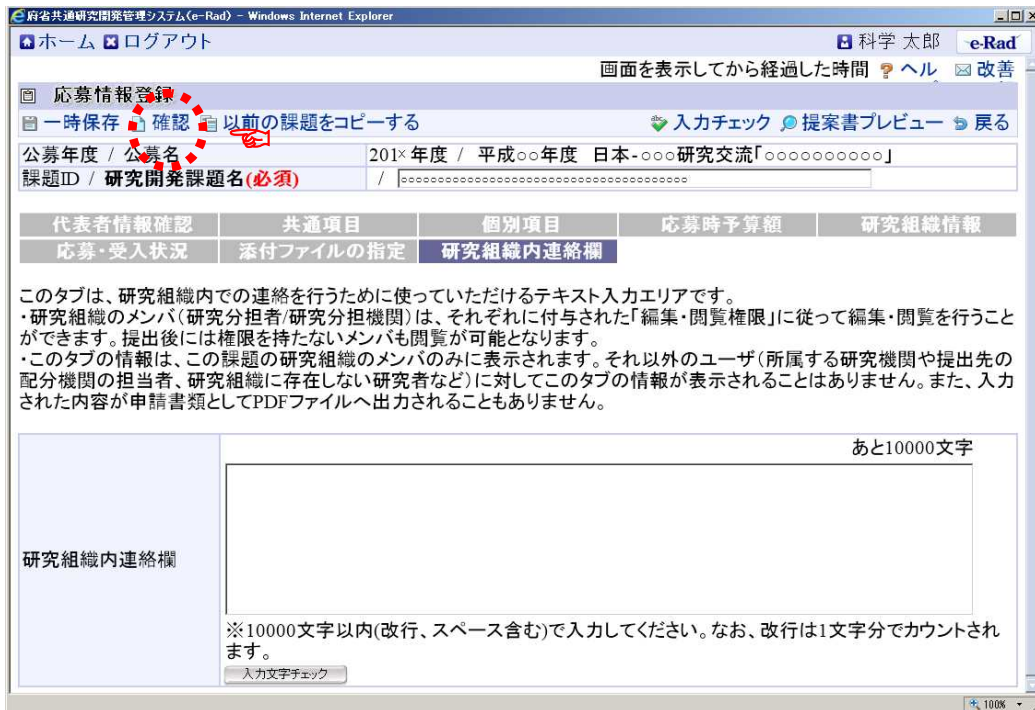 府省共通研究開発管理システム(e-Rad) - Windows Internet Explorer
ホーム ログアウト 科学 太郎 e-Rad
画面を表示してから経過した時間 ? ヘル 改善
応募情報登録
一時保存 確認 以前の課題をコピーする 入力チェック 提案書プレビュー 戻る
公募年度 / 公募名 201×年度 / 平成○○年度 日本-○○○研究交流「○○○○○○○○○○」
課題ID / 研究開発課題名(必須) /
代表者情報確認 共通項目 個別項目 応募時予算額 研究組織情報
応募・受入状況 添付ファイルの指定 研究組織内連絡欄
このタブは、研究組織内での連絡を行うために使っていただけるテキスト入力エリアです。
・研究組織のメンバ(研究分担者/研究分担機関)は、それぞれに付与された「編集・閲覧権限」に従って編集・閲覧を行うこと
ができます。提出後には権限を持たないメンバも閲覧が可能となります。
・このタブの情報は、この課題の研究組織のメンバのみに表示されます。それ以外のユーザ(所属する研究機関や提出先の
配分機関の担当者、研究組織に存在しない研究者など)に対してこのタブの情報が表示されることはありません。また、入力
された内容が申請書類としてPDFファイルへ出力されることもありません。
あと10000文字
研究組織内連絡欄
※10000文字以内(改行、スペース含む)で入力してください。なお、改行は1文字分でカウントされ
ます。
入力文字チェック
100%